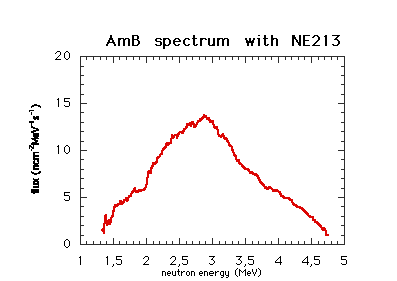 AmB spectrum with NE213
20
15
10
5
0
flux (ncm⁻²MeV⁻¹s⁻¹)
1 1,5 2 2,5 3 3,5 4 4,5 5
neutron energy (MeV)